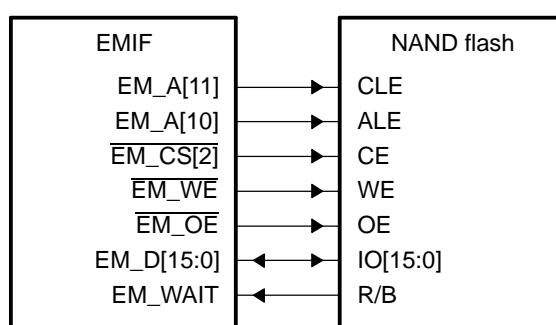 EMIF NAND flash
EM_A[11] CLE
EM_A[10] ALE
EM_CS[2] CE
EM_WE WE
EM_OE OE
EM_D[15:0] IO[15:0]
EM_WAIT R/B